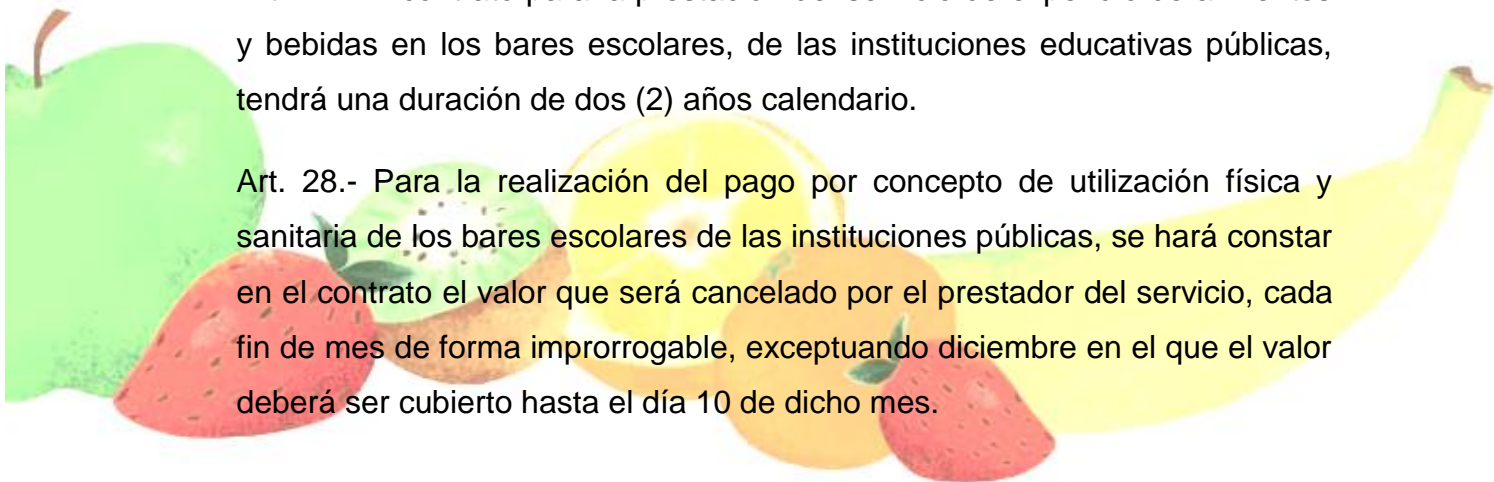 y bebidas en los bares escolares, de las instituciones educativas públicas,
tendrá una duración de dos (2) años calendario.
Art. 28.- Para la realización del pago por concepto de utilización física y
sanitaria de los bares escolares de las instituciones públicas, se hará constar
en el contrato el valor que será cancelado por el prestador del servicio, cada
fin de mes de forma improrrogable, exceptuando diciembre en el que el valor
deberá ser cubierto hasta el día 10 de dicho mes.